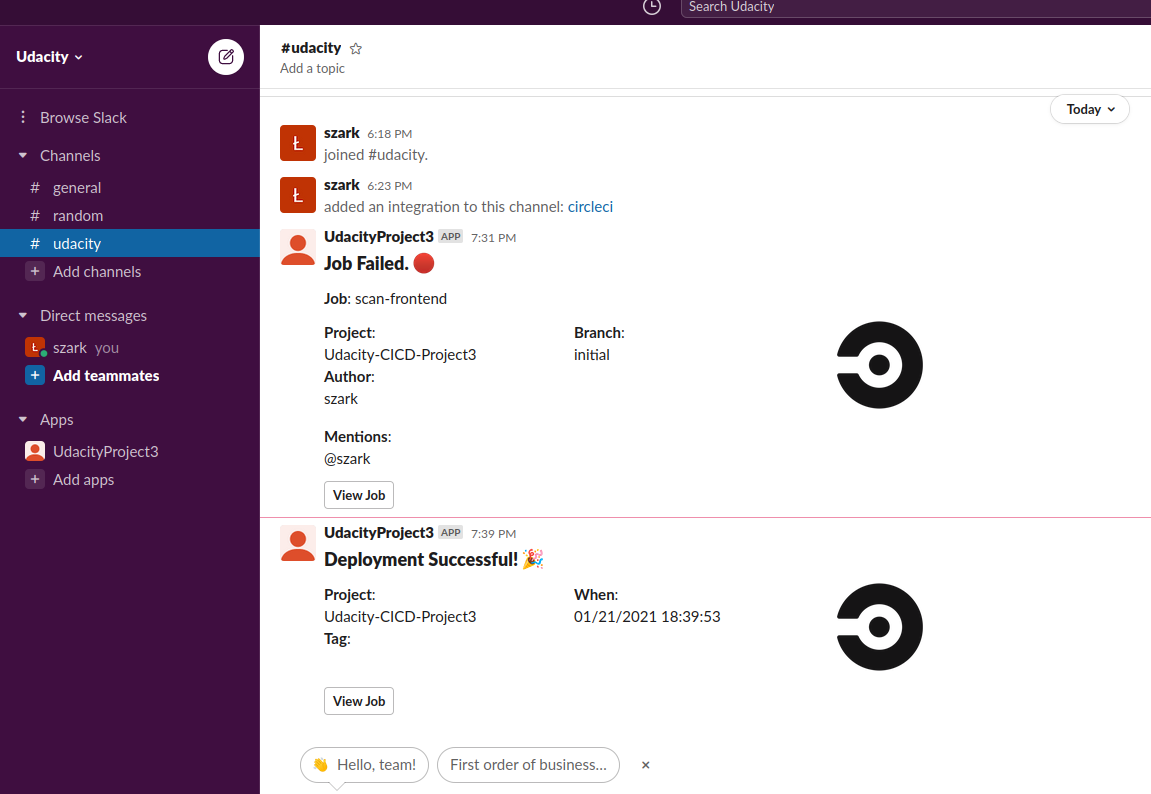 Search Udacity
Udacity
Browse Slack
Channels
# general
# random
# udacity
+ Add channels
Direct messages
Ł szark you
+ Add teammates
Apps
UdacityProject3
+ Add apps
#udacity
Add a topic
Today
Ł
szark 6:18 PM
joined #udacity.
Ł
szark 6:23 PM
added an integration to this channel: circleci
UdacityProject3 APP 7:31 PM
Job Failed. 🔴
Job: scan-frontend
Project: Branch:
Udacity-CICD-Project3 initial
Author:
szark
Mentions:
@szark
View Job
UdacityProject3 APP 7:39 PM
Deployment Successful! 🎉
Project: When:
Udacity-CICD-Project3 01/21/2021 18:39:53
Tag:
View Job
👋 Hello, team! First order of business... ×